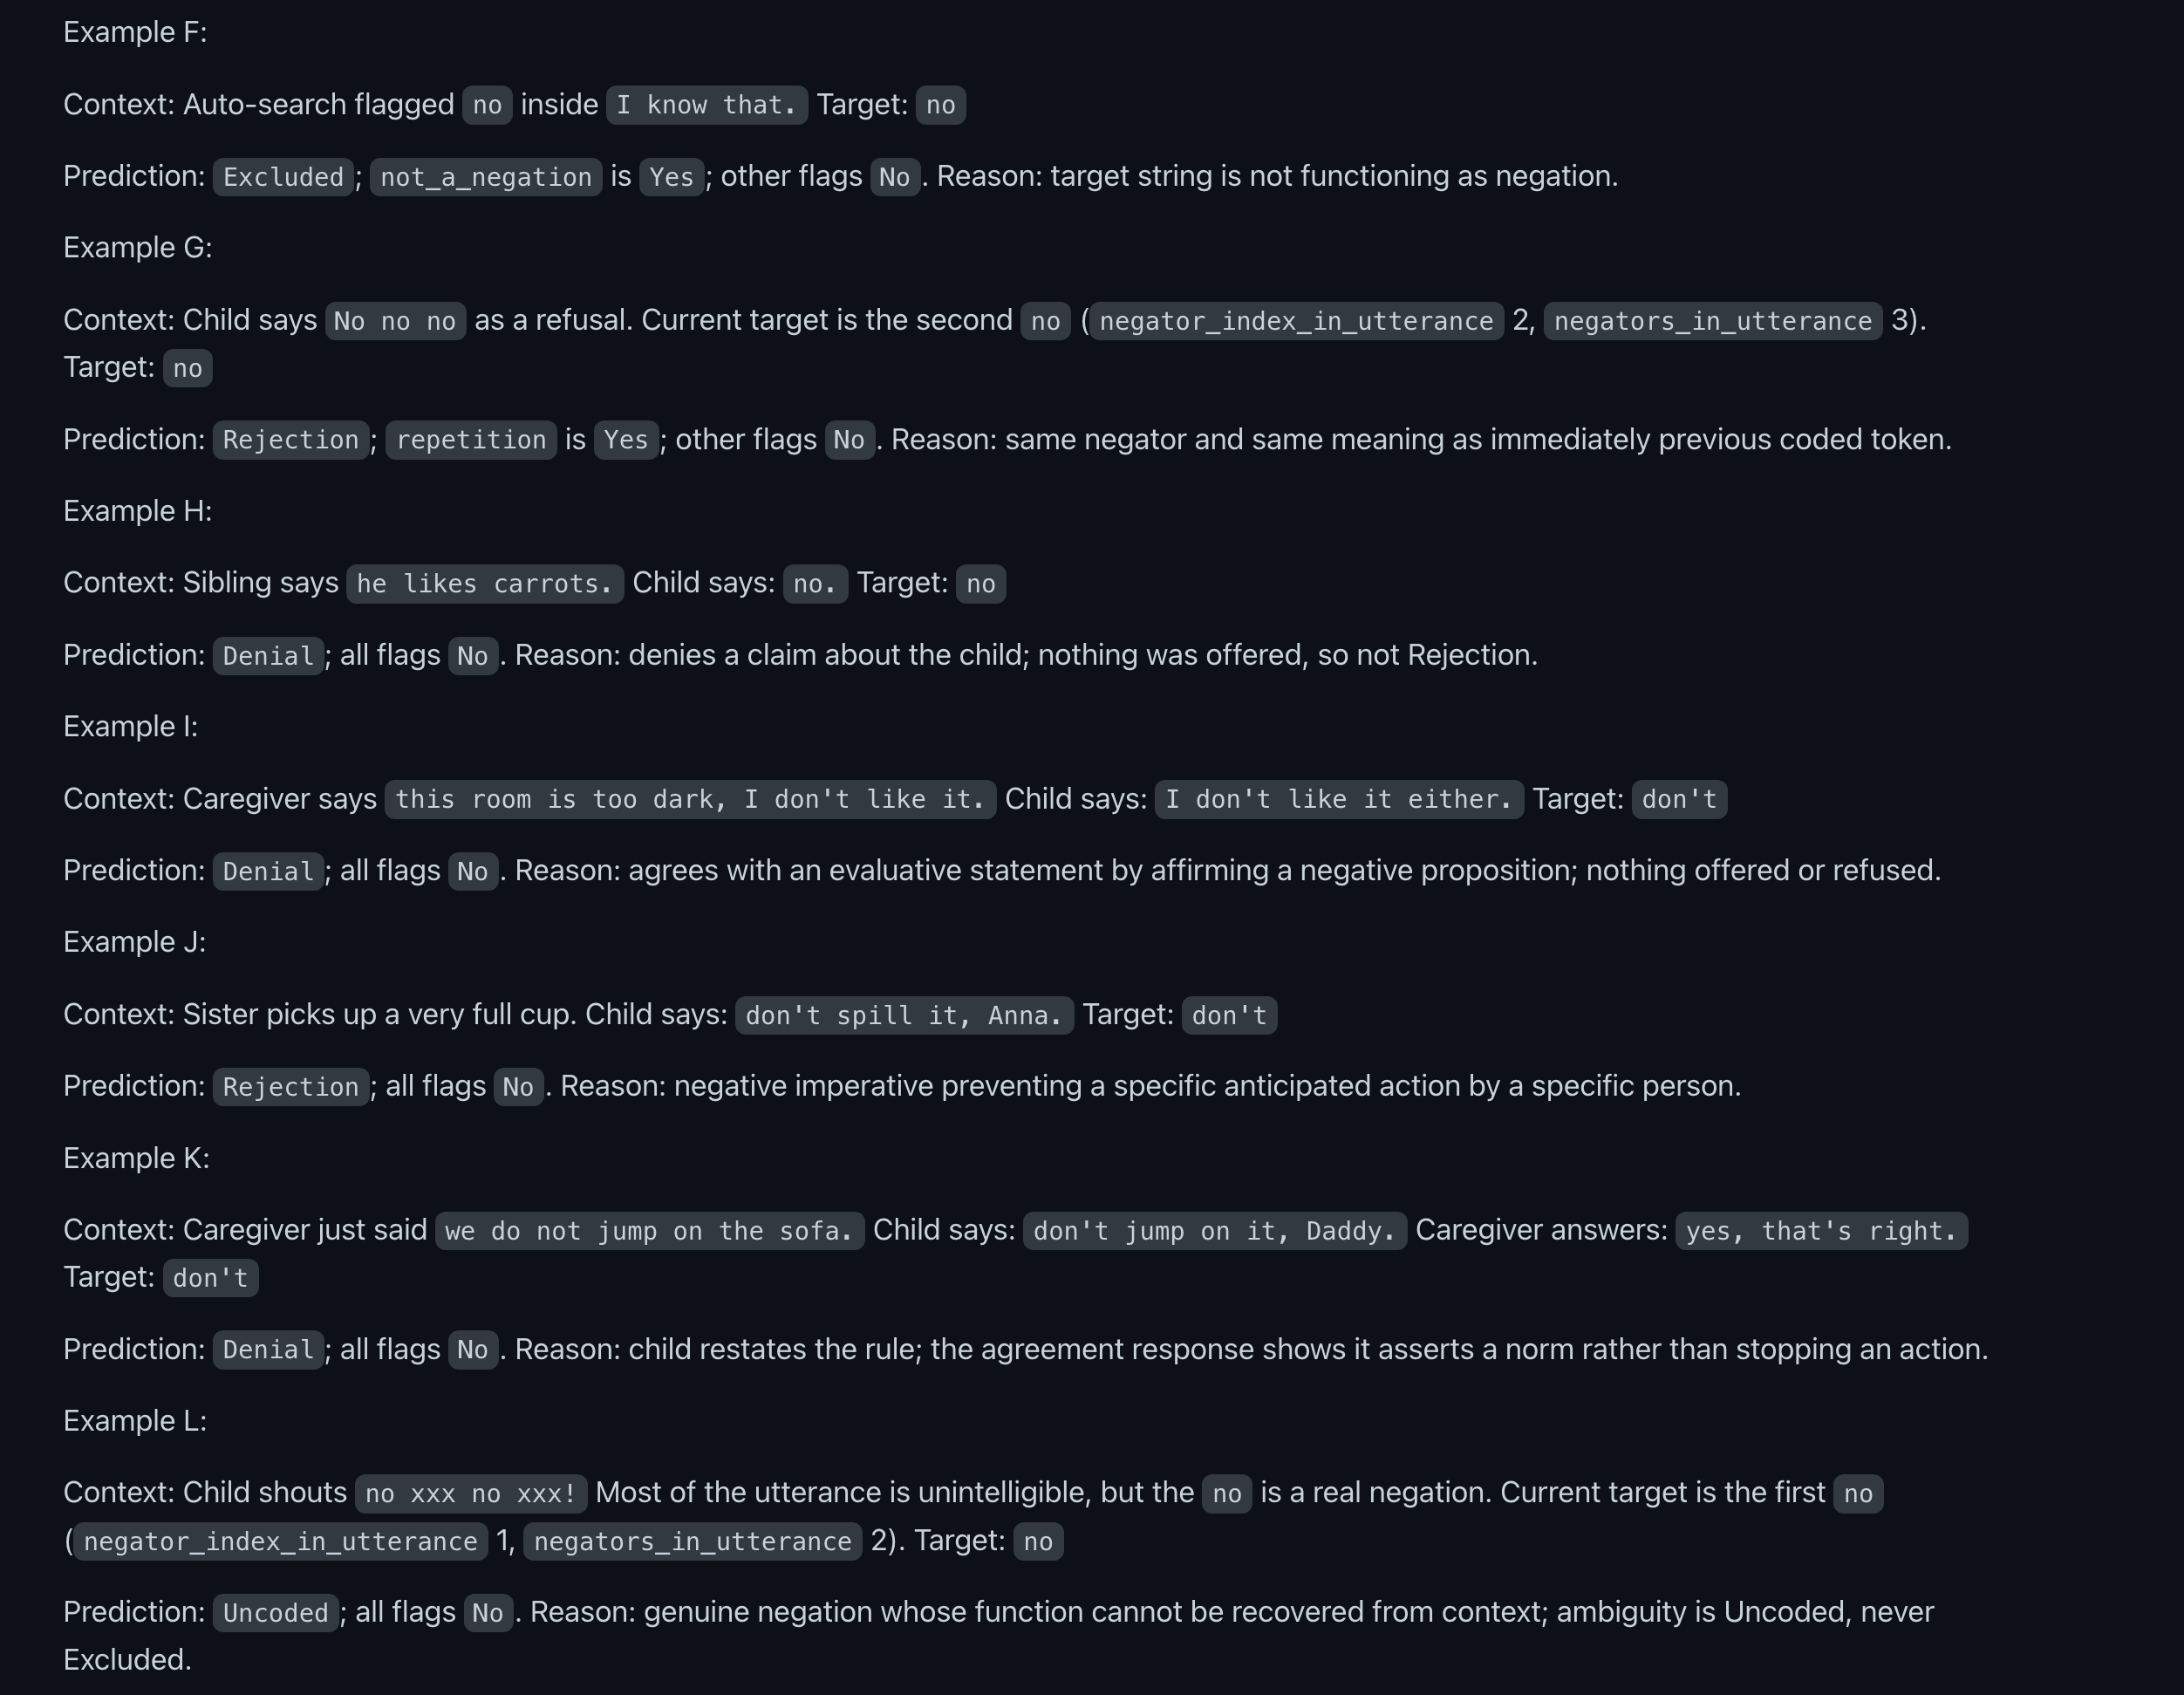 Example F:
Context: Auto-search flagged no inside I know that. Target: no
Prediction: Excluded; not_a_negation is Yes; other flags No. Reason: target string is not functioning as negation.
Example G:
Context: Child says No no no as a refusal. Current target is the second no (negator_index_in_utterance 2, negators_in_utterance 3).
Target: no
Prediction: Rejection; repetition is Yes; other flags No. Reason: same negator and same meaning as immediately previous coded token.
Example H:
Context: Sibling says he likes carrots. Child says: no. Target: no
Prediction: Denial; all flags No. Reason: denies a claim about the child; nothing was offered, so not Rejection.
Example I:
Context: Caregiver says this room is too dark, I don't like it. Child says: I don't like it either. Target: don't
Prediction: Denial; all flags No. Reason: agrees with an evaluative statement by affirming a negative proposition; nothing offered or refused.
Example J:
Context: Sister picks up a very full cup. Child says: don't spill it, Anna. Target: don't
Prediction: Rejection; all flags No. Reason: negative imperative preventing a specific anticipated action by a specific person.
Example K:
Context: Caregiver just said we do not jump on the sofa. Child says: don't jump on it, Daddy. Caregiver answers: yes, that's right.
Target: don't
Prediction: Denial; all flags No. Reason: child restates the rule; the agreement response shows it asserts a norm rather than stopping an action.
Example L:
Context: Child shouts no xxx no xxx! Most of the utterance is unintelligible, but the no is a real negation. Current target is the first no
(negator_index_in_utterance 1, negators_in_utterance 2). Target: no
Prediction: Uncoded; all flags No. Reason: genuine negation whose function cannot be recovered from context; ambiguity is Uncoded, never
Excluded.